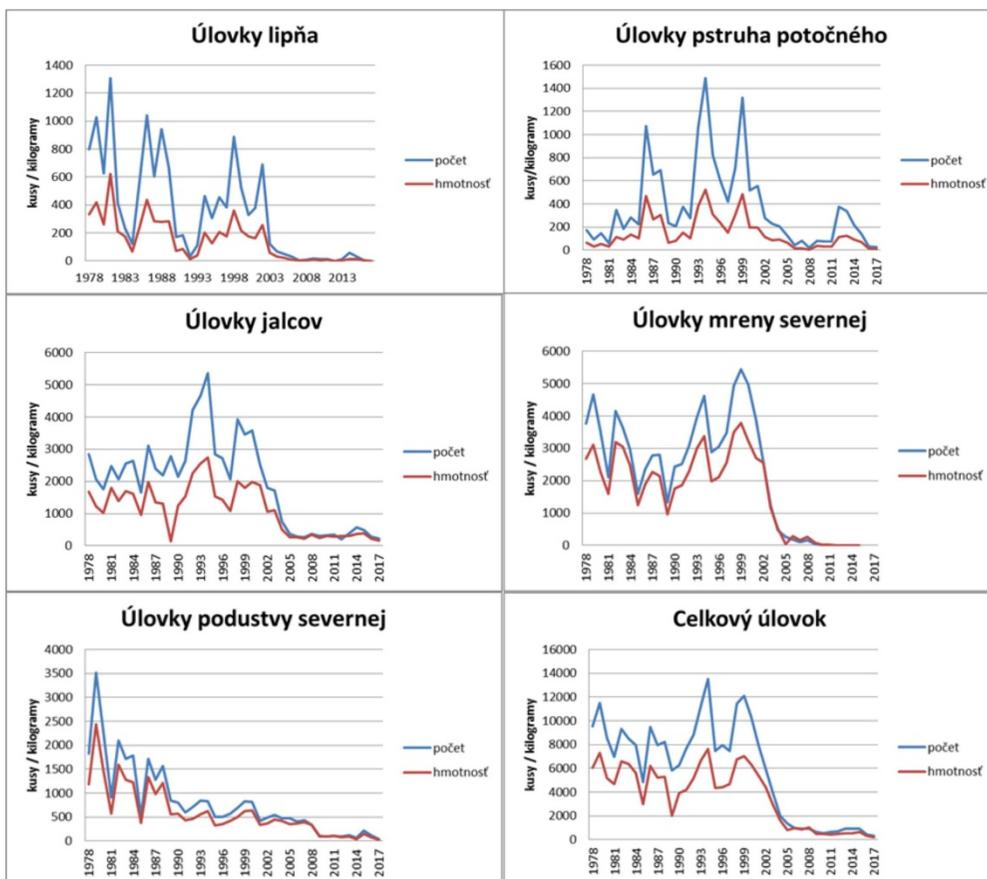 Úlovky lipňa
kusy / kilogramy
1400
1200
1000
800
600
400
200
0
1978 1983 1988 1993 1998 2003 2008 2013
počet
hmotnosť
Úlovky pstruha potočného
kusy/kilogramy
1600
1400
1200
1000
800
600
400
200
0
1978 1981 1984 1987 1990 1993 1996 1999 2002 2005 2008 2011 2014 2017
počet
hmotnosť
Úlovky jalcov
kusy / kilogramy
6000
5000
4000
3000
2000
1000
0
1978 1981 1984 1987 1990 1993 1996 1999 2002 2005 2008 2011 2014 2017
počet
hmotnosť
Úlovky mreny severnej
kusy / kilogramy
6000
5000
4000
3000
2000
1000
0
1978 1981 1984 1987 1990 1993 1996 1999 2002 2005 2008 2011 2014 2017
počet
hmotnosť
Úlovky podustvy severnej
kusy / kilogramy
4000
3500
3000
2500
2000
1500
1000
500
0
1978 1981 1984 1987 1990 1993 1996 1999 2002 2005 2008 2011 2014 2017
počet
hmotnosť
Celkový úlovok
kusy / kilogramy
16000
14000
12000
10000
8000
6000
4000
2000
0
1978 1981 1984 1987 1990 1993 1996 1999 2002 2005 2008 2011 2014 2017
počet
hmotnosť